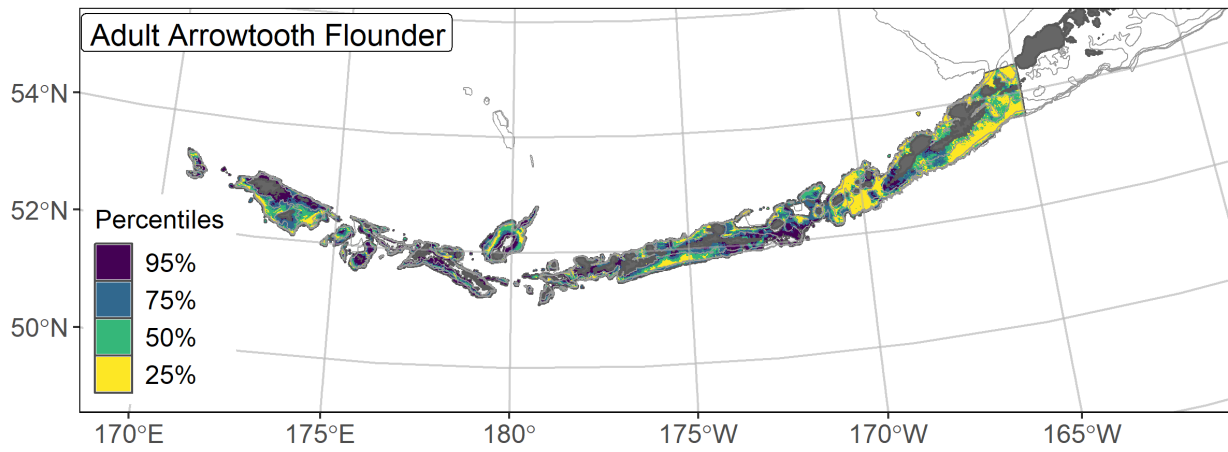 Adult Arrowtooth Flounder
54°N
52°N
50°N
Percentiles
95%
75%
50%
25%
170°E
175°E
180°
175°W
170°W
165°W